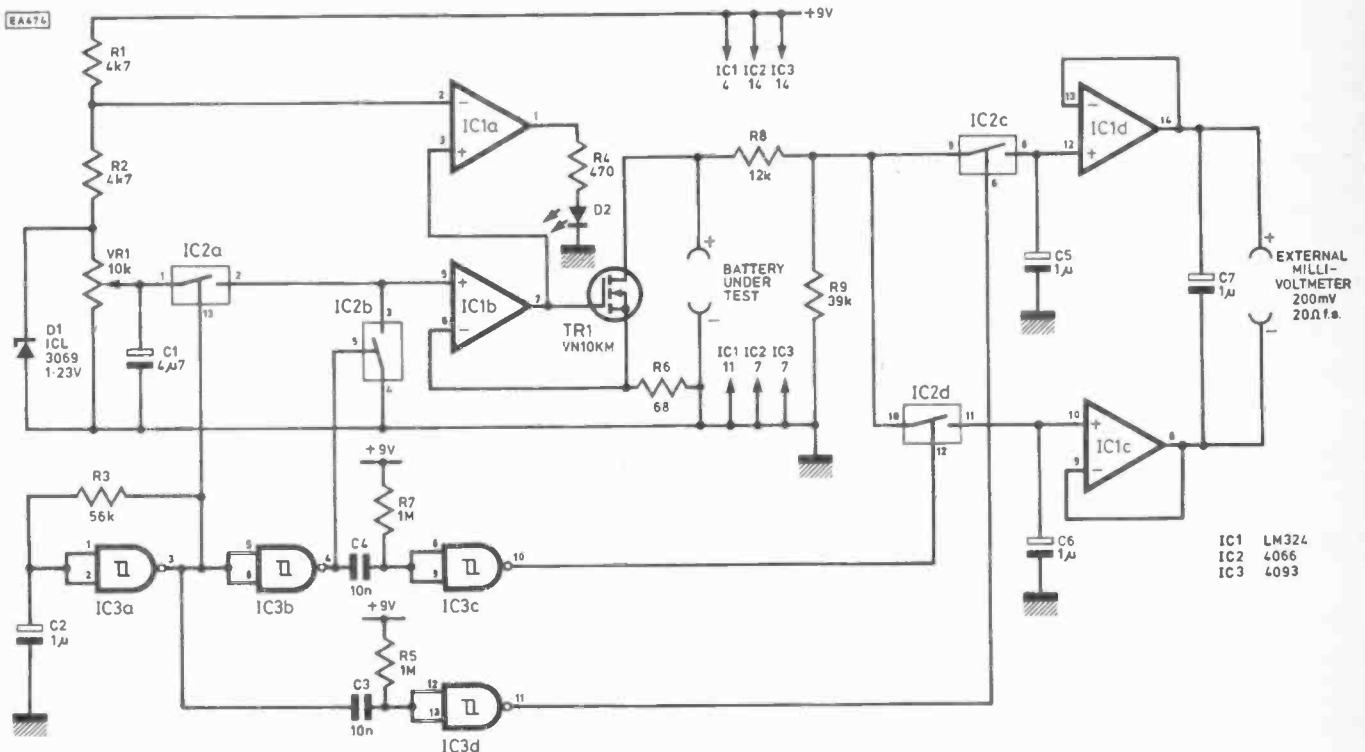 EA474
+9V
R1
4k7
IC1
4
IC2
14
IC3
14
2
−
3
+
IC1a
1
R2
4k7
R4
470
D2
VR1
10k
IC2a
1
2
13
D1
ICL
3069
1·23V
C1
4µ7
IC2b
3
5
4
5
+
6
−
IC1b
7
TR1
VN10KM
R6
68
+
BATTERY
UNDER
TEST
−
IC1
11
IC2
7
IC3
7
R8
12k
R9
39k
IC2c
9
8
6
13
−
12
+
IC1d
14
C5
1µ
C7
1µ
+
EXTERNAL
MILLI-
VOLTMETER
200mV
20Ω f.s.
−
IC2d
10
11
12
10
+
9
−
IC1c
8
C6
1µ
IC1 LM324
IC2 4066
IC3 4093
R3
56k
1
2
3
IC3a
C2
1µ
5
6
4
IC3b
+9V
R7
1M
C4
10n
8
9
10
IC3c
+9V
R5
1M
C3
10n
12
13
11
IC3d